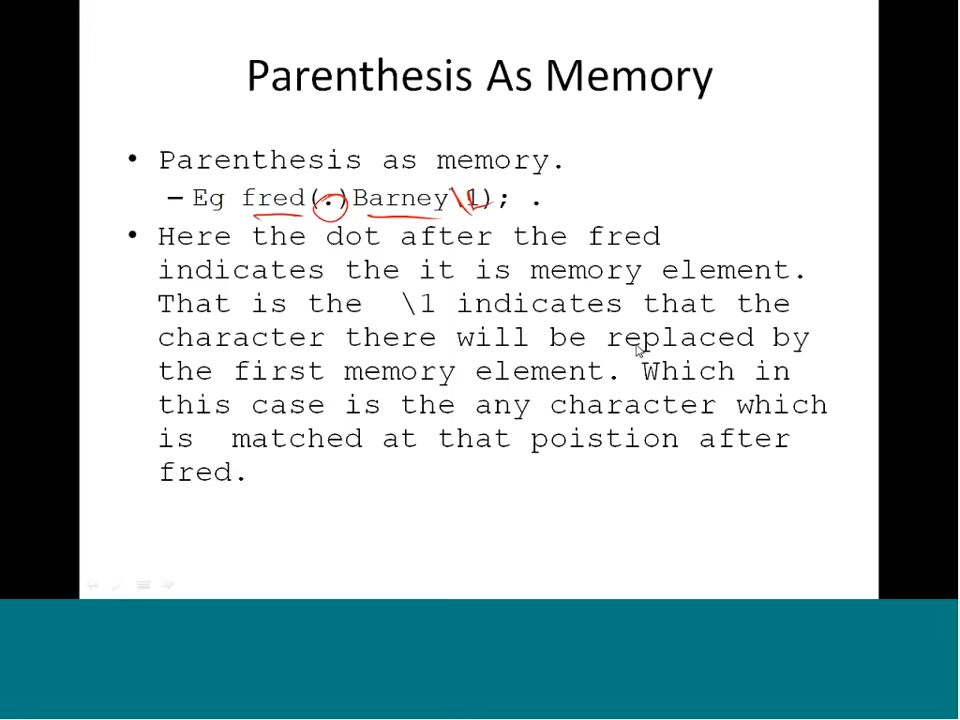 Parenthesis As Memory
• Parenthesis as memory.
– Eg fred(.)Barney\1); .
• Here the dot after the fred
indicates the it is memory element.
That is the \1 indicates that the
character there will be replaced by
the first memory element. Which in
this case is the any character which
is matched at that poistion after
fred.